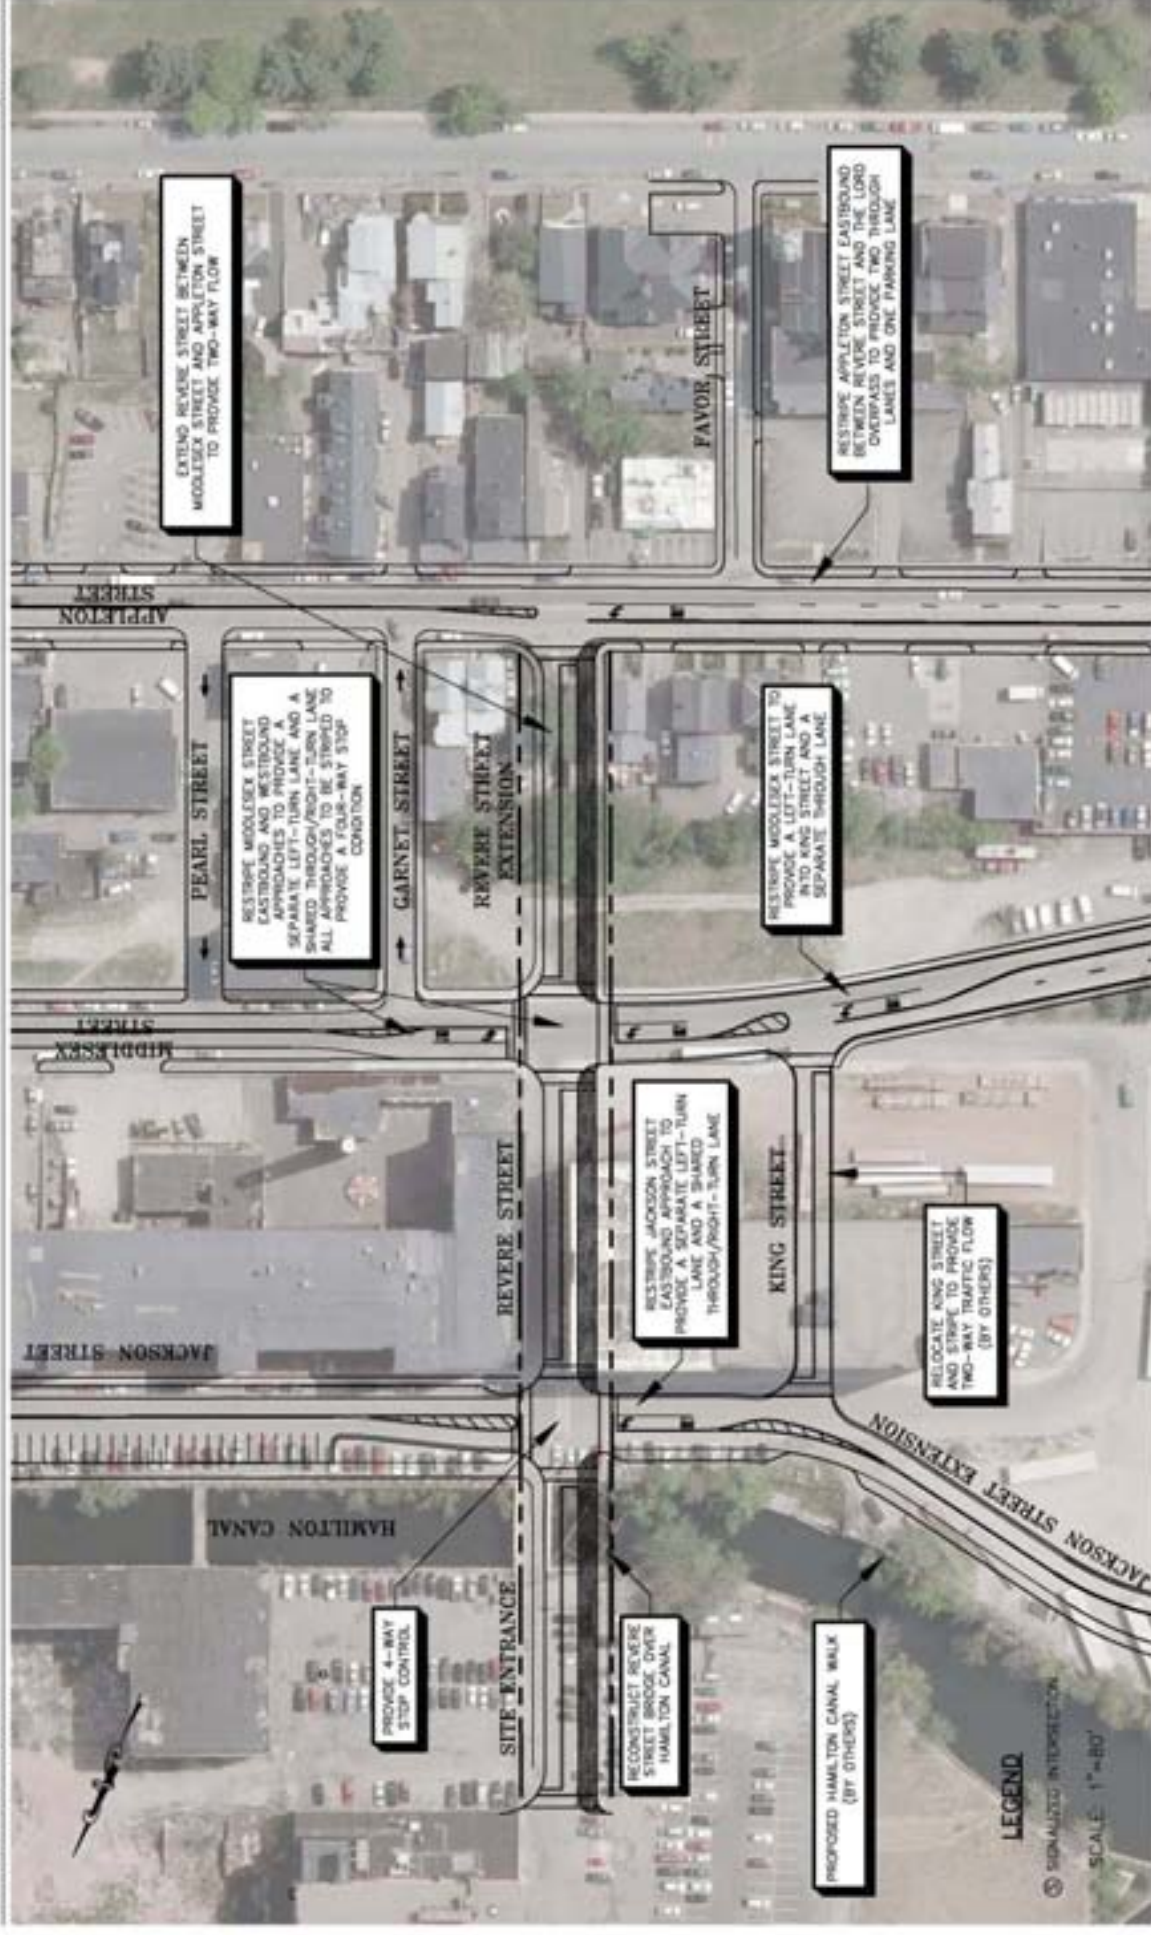 EXTEND REVERE STREET BETWEEN
MIDDLESEX STREET AND APPLETON STREET
TO PROVIDE TWO-WAY FLOW
RESTRIPE APPLETON STREET EASTBOUND
BETWEEN REVERE STREET AND THE LORD
OVERPASS TO PROVIDE TWO THROUGH
LANES AND ONE PARKING LANE
FAVOR STREET
APPLETON
STREET
PEARL STREET
RESTRIPE MIDDLESEX STREET
EASTBOUND AND WESTBOUND
APPROACHES TO PROVIDE A
SEPARATE LEFT-TURN LANE AND A
SHARED THROUGH/RIGHT-TURN LANE
ALL APPROACHES TO BE STRIPED TO
PROVIDE A FOUR-WAY STOP
CONDITION
GARNET STREET
REVERE STREET
EXTENSION
RESTRIPE MIDDLESEX STREET TO
PROVIDE A LEFT-TURN LANE
INTO KING STREET AND A
SEPARATE THROUGH LANE
MIDDLESEX
STREET
REVERE STREET
RESTRIPE JACKSON STREET
EASTBOUND APPROACH TO
PROVIDE A SEPARATE LEFT-TURN
LANE AND A SHARED
THROUGH/RIGHT-TURN LANE
KING STREET
RELOCATE KING STREET
AND STRIPE TO PROVIDE
TWO-WAY TRAFFIC FLOW
(BY OTHERS)
JACKSON STREET
JACKSON STREET EXTENSION
HAMILTON CANAL
PROVIDE 4-WAY
STOP CONTROL
SITE ENTRANCE
RECONSTRUCT REVERE
STREET BRIDGE OVER
HAMILTON CANAL
PROPOSED HAMILTON CANAL WALK
(BY OTHERS)
LEGEND
Ⓢ SIGNALIZED INTERSECTION
SCALE: 1"=80'